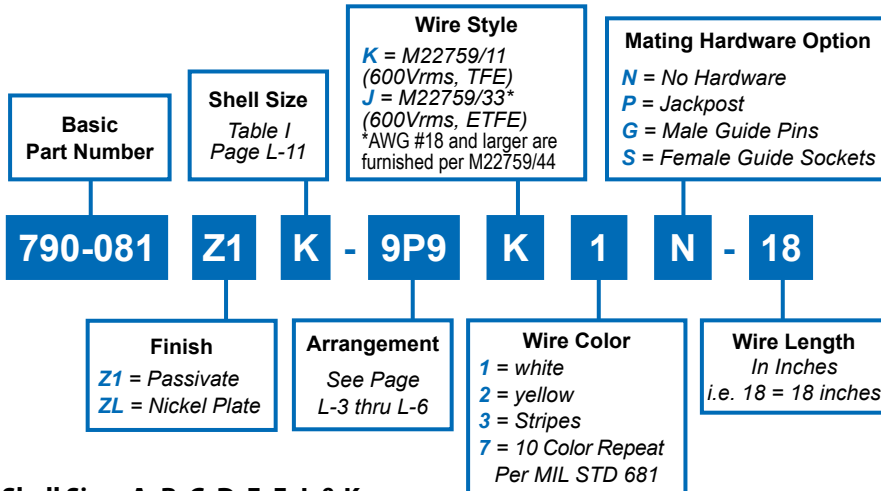 Basic
Part Number
Shell Size
Table I
Page L-11
Wire Style
K = M22759/11
(600Vrms, TFE)
J = M22759/33*
(600Vrms, ETFE)
*AWG #18 and larger are
furnished per M22759/44
Mating Hardware Option
N = No Hardware
P = Jackpost
G = Male Guide Pins
S = Female Guide Sockets
790-081 Z1 K - 9P9 K 1 N - 18
Finish
Z1 = Passivate
ZL = Nickel Plate
Arrangement
See Page
L-3 thru L-6
Wire Color
1 = white
2 = yellow
3 = Stripes
7 = 10 Color Repeat
Per MIL STD 681
Wire Length
In Inches
i.e. 18 = 18 inches